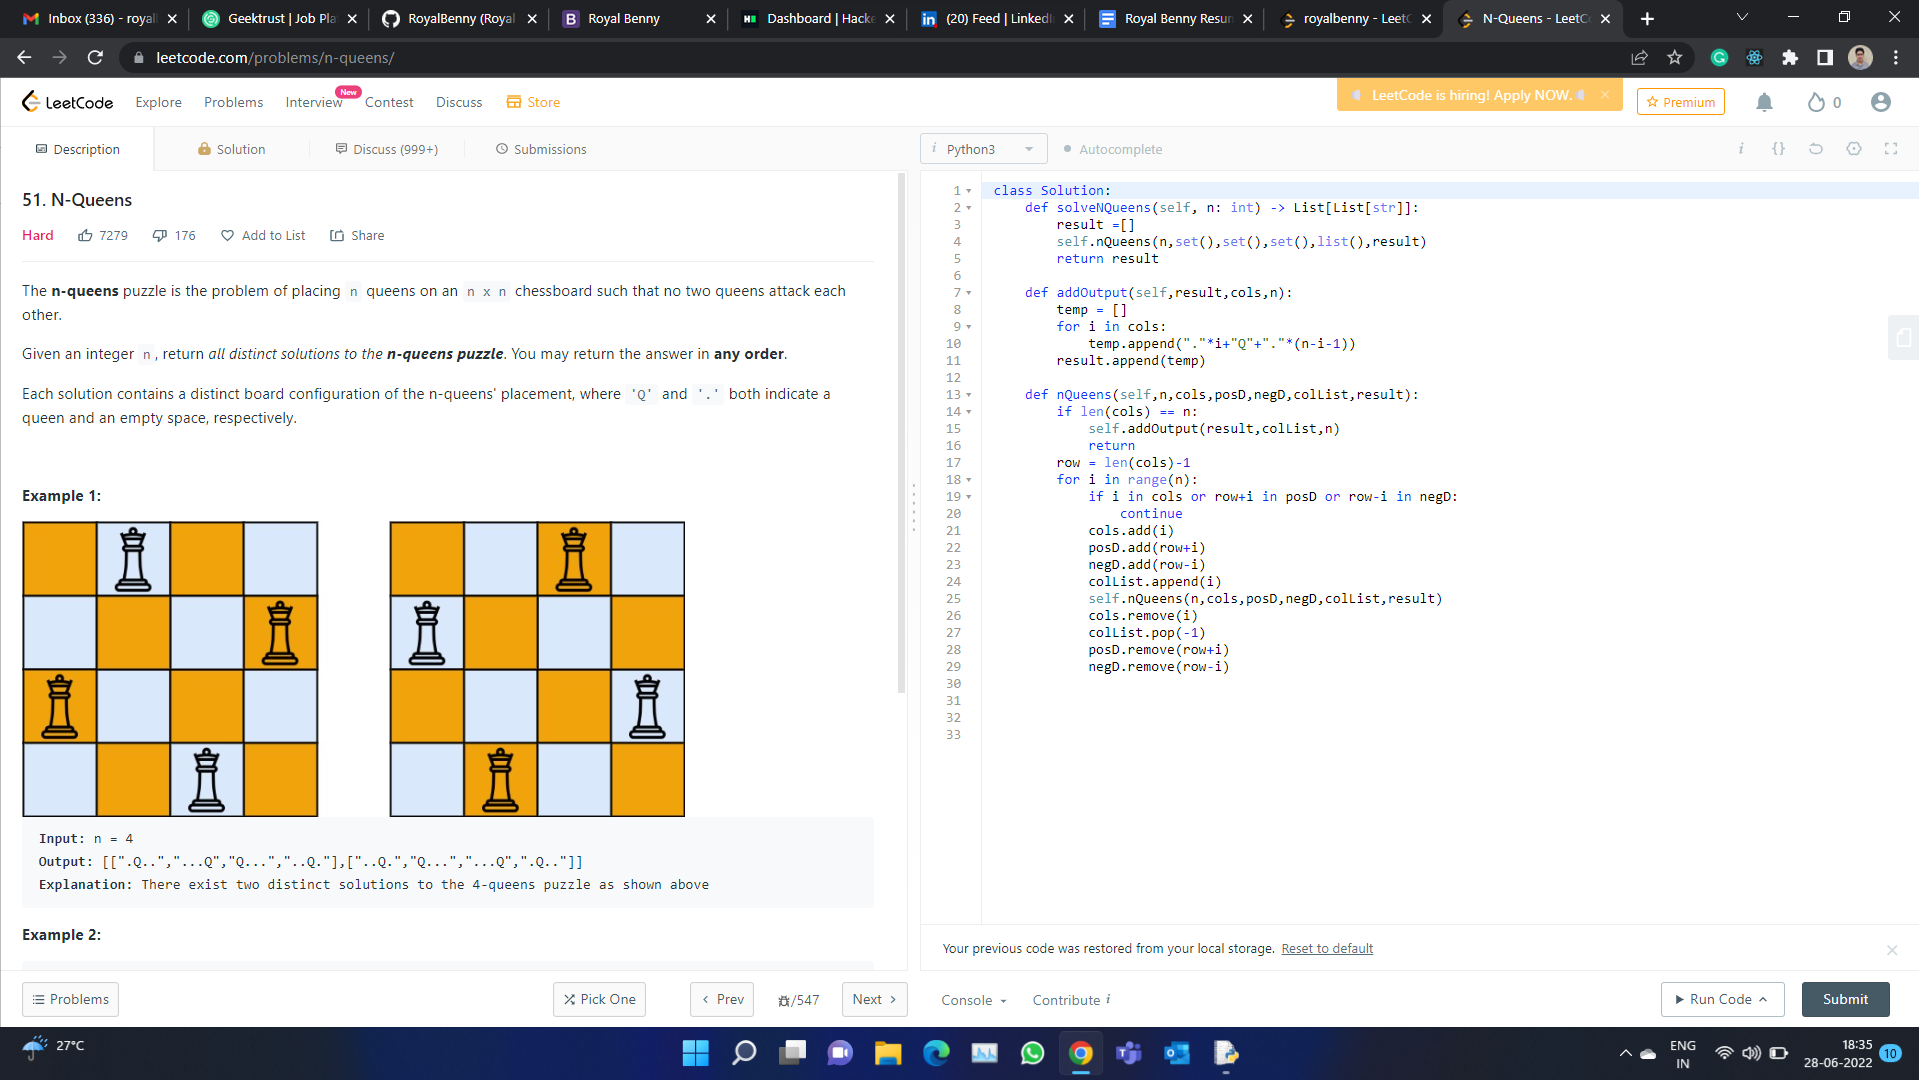 Inbox (336) - royall
Geektrust | Job Pla
RoyalBenny (Royal
Royal Benny
Dashboard | Hacke
(20) Feed | LinkedI
Royal Benny Resum
royalbenny - LeetC
N-Queens - LeetCo
leetcode.com/problems/n-queens/
LeetCode
Explore
Problems
Interview
New
Contest
Discuss
Store
LeetCode is hiring! Apply NOW.
Premium
0
Description
Solution
Discuss (999+)
Submissions
i Python3
Autocomplete
i {}
51. N-Queens
Hard
7279
176
Add to List
Share
The n-queens puzzle is the problem of placing n queens on an n x n chessboard such that no two queens attack each
other.
Given an integer n, return all distinct solutions to the n-queens puzzle. You may return the answer in any order.
Each solution contains a distinct board configuration of the n-queens' placement, where 'Q' and '.' both indicate a
queen and an empty space, respectively.
Example 1:
Input: n = 4
Output: [[".Q..","...Q","Q...","..Q."],["..Q.","Q...","...Q",".Q.."]]
Explanation: There exist two distinct solutions to the 4-queens puzzle as shown above
Example 2:
1 class Solution:
2 def solveNQueens(self, n: int) -> List[List[str]]:
3 result =[]
4 self.nQueens(n,set(),set(),set(),list(),result)
5 return result
6
7 def addOutput(self,result,cols,n):
8 temp = []
9 for i in cols:
10 temp.append("."*i+"Q"+"."*(n-i-1))
11 result.append(temp)
12
13 def nQueens(self,n,cols,posD,negD,colList,result):
14 if len(cols) == n:
15 self.addOutput(result,colList,n)
16 return
17 row = len(cols)-1
18 for i in range(n):
19 if i in cols or row+i in posD or row-i in negD:
20 continue
21 cols.add(i)
22 posD.add(row+i)
23 negD.add(row-i)
24 colList.append(i)
25 self.nQueens(n,cols,posD,negD,colList,result)
26 cols.remove(i)
27 colList.pop(-1)
28 posD.remove(row+i)
29 negD.remove(row-i)
30
31
32
33
Your previous code was restored from your local storage. Reset to default
Problems
Pick One
Prev
/547
Next
Console
Contribute i
Run Code
Submit
27°C
ENG
IN
18:35
28-06-2022
10